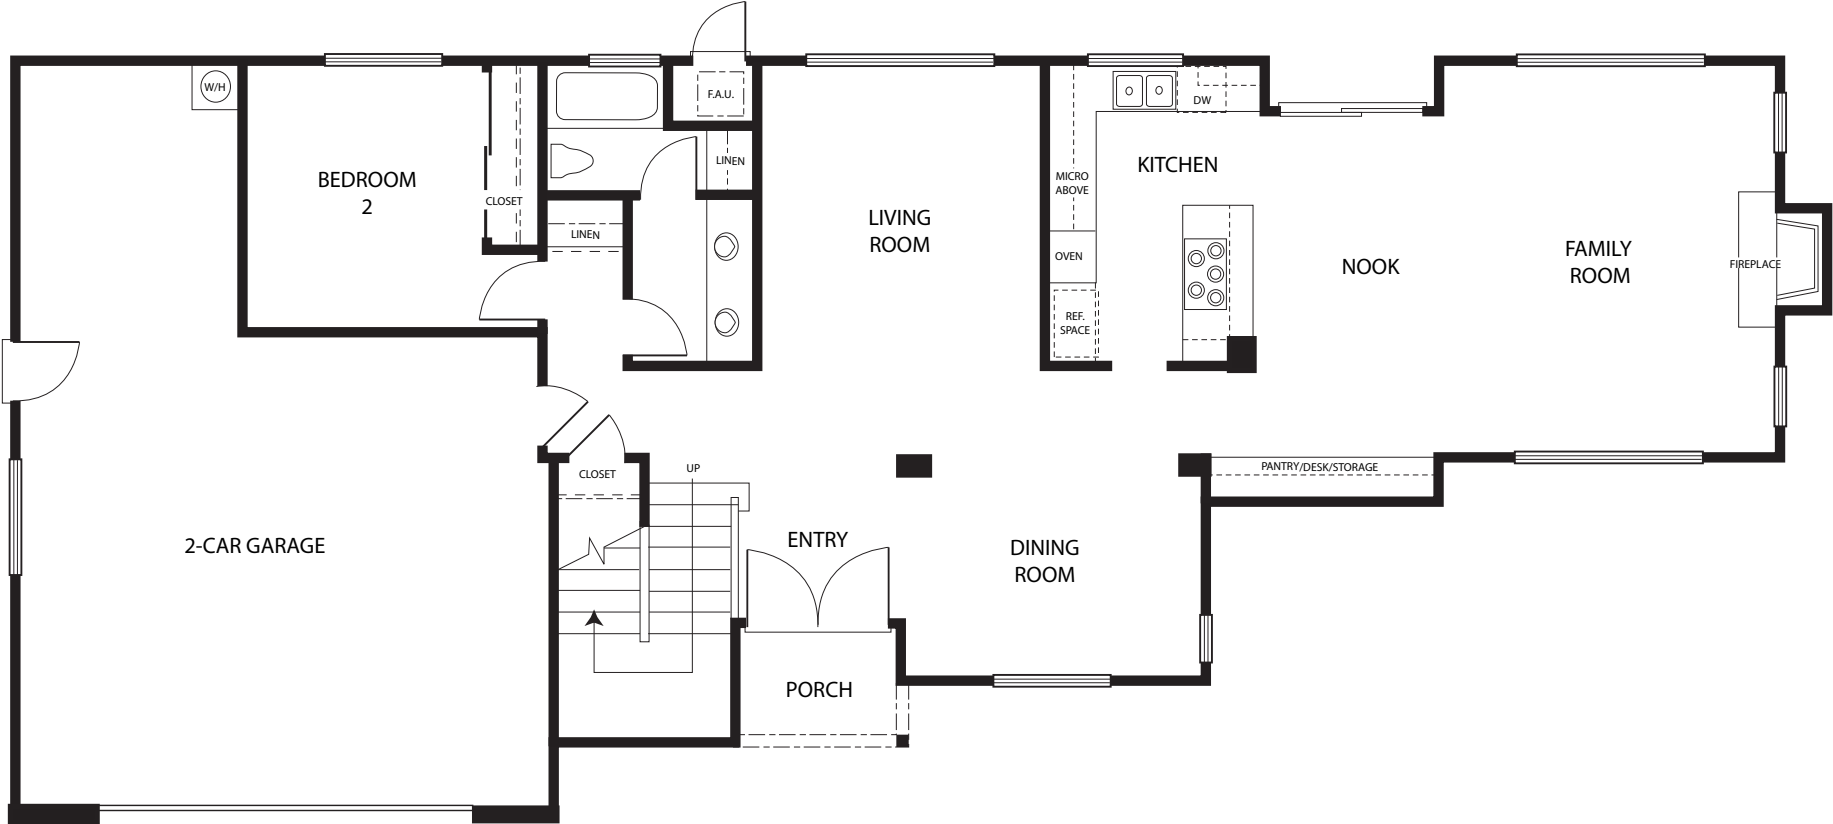 W/H
F.A.U.
DW
BEDROOM
2
CLOSET
LINEN
LINEN
LIVING
ROOM
KITCHEN
MICRO
ABOVE
OVEN
REF.
SPACE
NOOK
FAMILY
ROOM
FIREPLACE
CLOSET
UP
PANTRY/DESK/STORAGE
2-CAR GARAGE
ENTRY
DINING
ROOM
PORCH